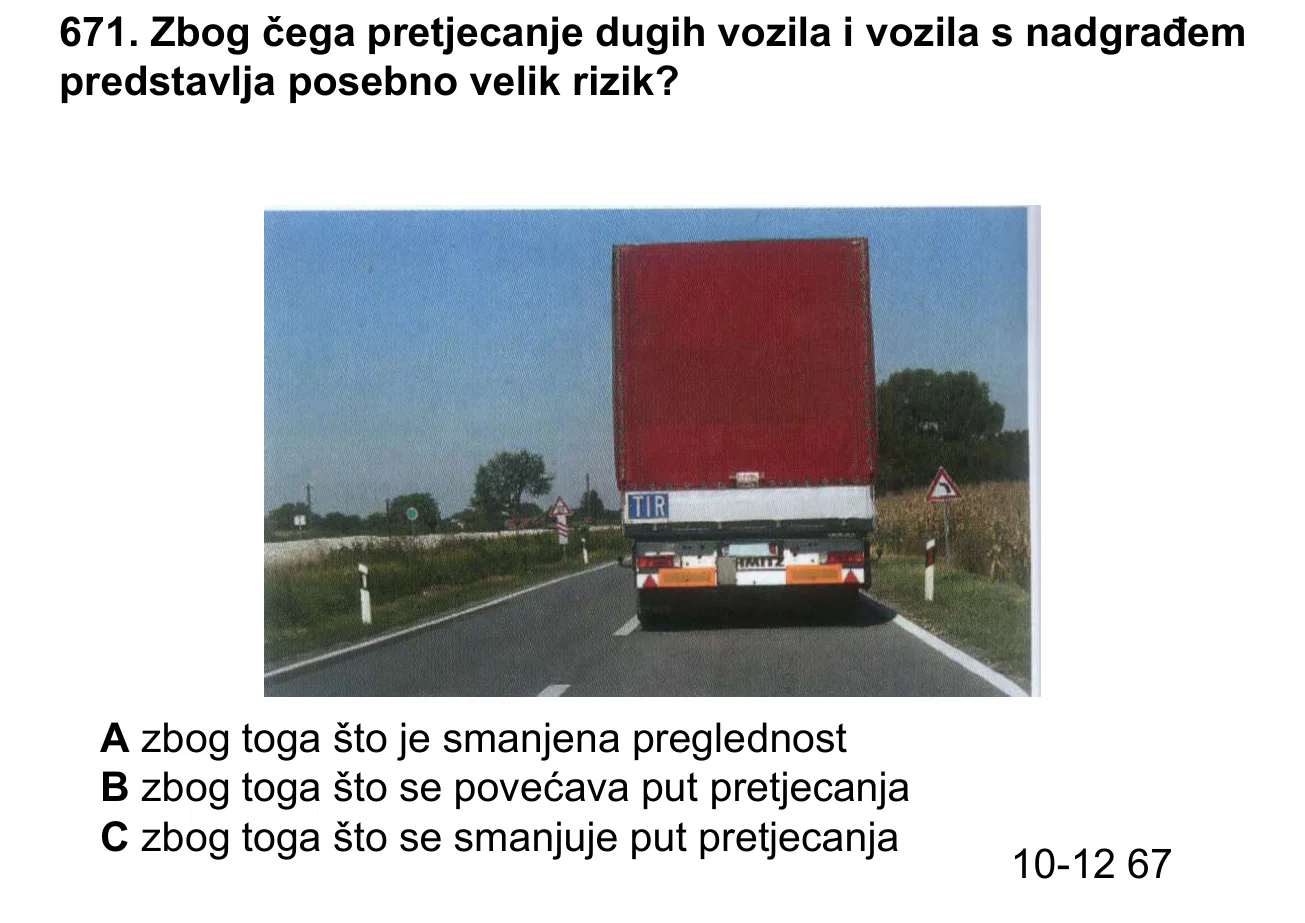 671. Zbog čega pretjecanje dugih vozila i vozila s nadgrađem
predstavlja posebno velik rizik?
TIR
HMITZ
A zbog toga što je smanjena preglednost
B zbog toga što se povećava put pretjecanja
C zbog toga što se smanjuje put pretjecanja
10-12 67